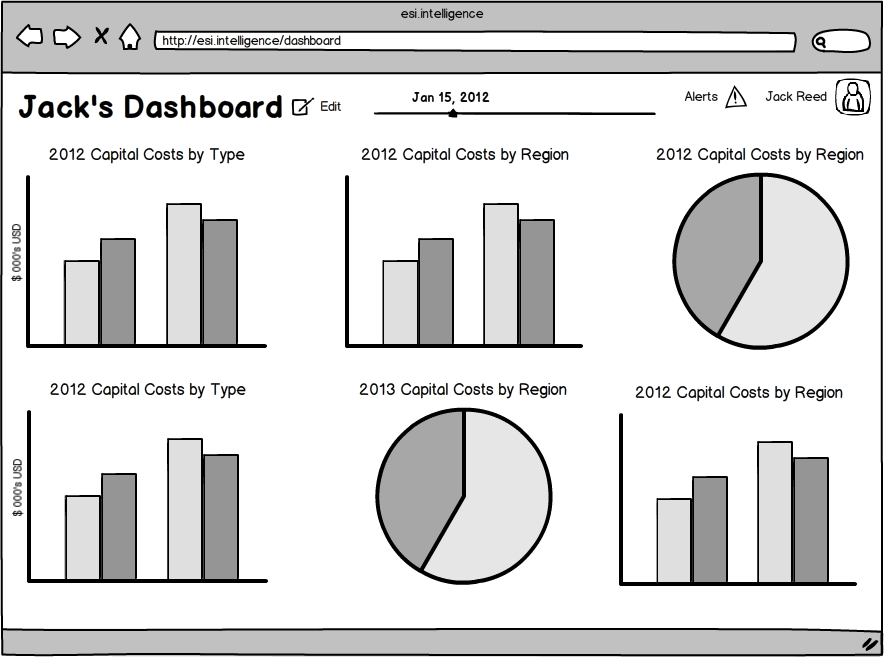 esi.intelligence
http://esi.intelligence/dashboard
Jack's Dashboard
Edit
Jan 15, 2012
Alerts
Jack Reed
2012 Capital Costs by Type
$ 000's USD
2012 Capital Costs by Region
2012 Capital Costs by Region
2012 Capital Costs by Type
$ 000's USD
2013 Capital Costs by Region
2012 Capital Costs by Region